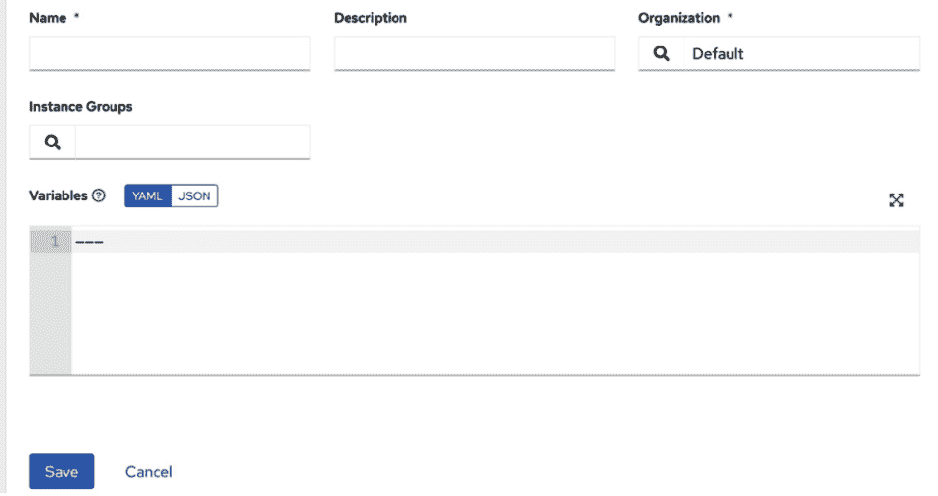 Name * Description Organization *
Default
Instance Groups
Variables YAML JSON
1 ---
Save Cancel